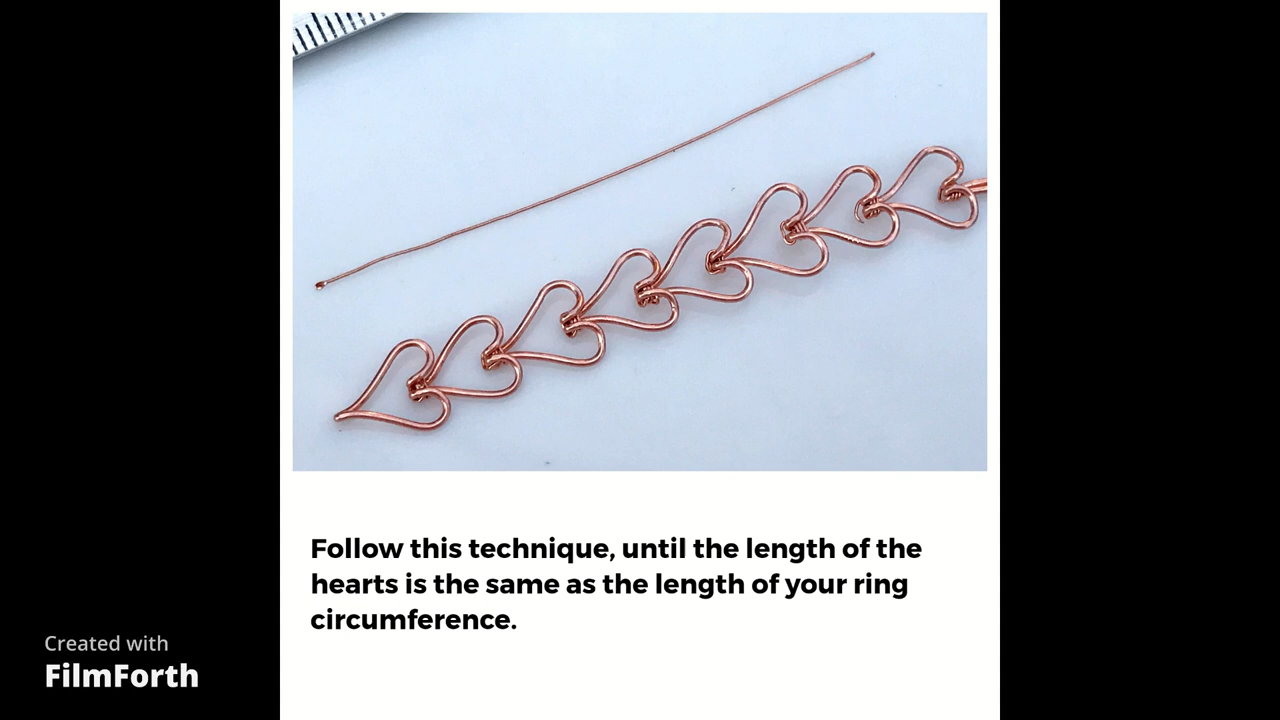 Follow this technique, until the length of the
hearts is the same as the length of your ring
circumference.
Created with
FilmForth